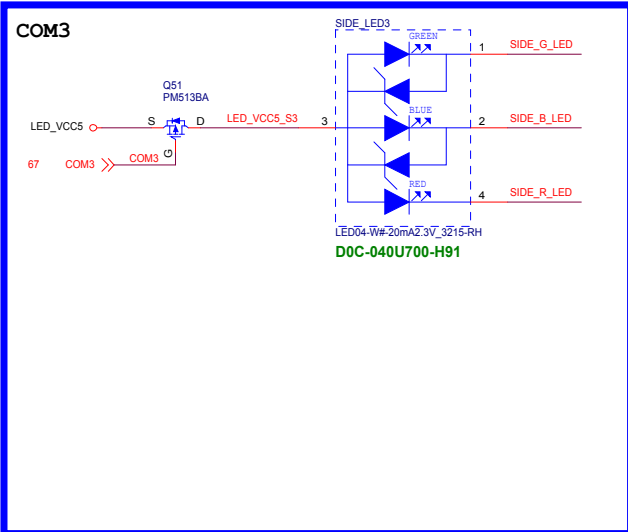 COM3
SIDE_LED3
GREEN
1
SIDE_G_LED
Q51
PM513BA
LED_VCC5
S
D
LED_VCC5_S3
3
BLUE
2
SIDE_B_LED
G
67
COM3
COM3
RED
4
SIDE_R_LED
LED04-W#-20mA2.3V_3215-RH
D0C-040U700-H91